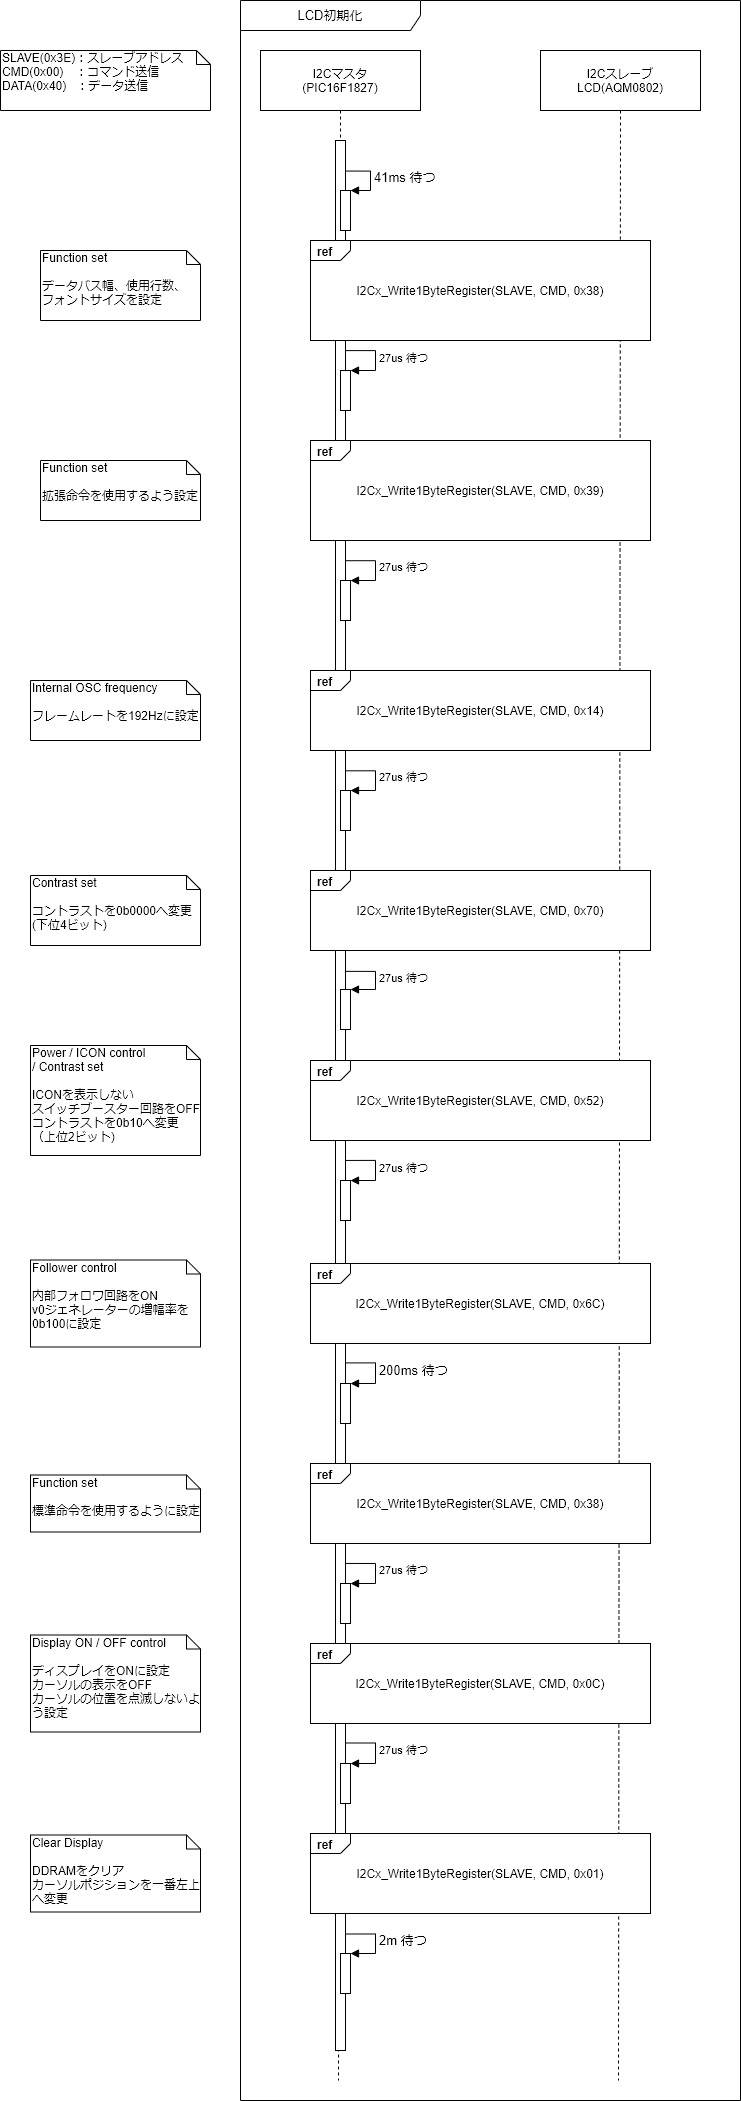 LCD初期化
SLAVE(0x3E) : スレーブアドレス
CMD(0x00) : コマンド送信
DATA(0x40) : データ送信
I2Cマスタ
(PIC16F1827)
I2Cスレーブ
LCD(AQM0802)
41ms 待つ
Function set
データバス幅、使用行数、
フォントサイズを設定
ref
I2Cx_Write1ByteRegister(SLAVE, CMD, 0x38)
27us 待つ
Function set
拡張命令を使用するよう設定
ref
I2Cx_Write1ByteRegister(SLAVE, CMD, 0x39)
27us 待つ
Internal OSC frequency
フレームレートを192Hzに設定
ref
I2Cx_Write1ByteRegister(SLAVE, CMD, 0x14)
27us 待つ
Contrast set
コントラストを0b0000へ変更
(下位4ビット)
ref
I2Cx_Write1ByteRegister(SLAVE, CMD, 0x70)
27us 待つ
Power / ICON control
/ Contrast set
ICONを表示しない
スイッチブースター回路をOFF
コントラストを0b10へ変更
（上位2ビット)
ref
I2Cx_Write1ByteRegister(SLAVE, CMD, 0x52)
27us 待つ
Follower control
内部フォロワ回路をON
v0ジェネレーターの増幅率を
0b100に設定
ref
I2Cx_Write1ByteRegister(SLAVE, CMD, 0x6C)
200ms 待つ
Function set
標準命令を使用するように設定
ref
I2Cx_Write1ByteRegister(SLAVE, CMD, 0x38)
27us 待つ
Display ON / OFF control
ディスプレイをONに設定
カーソルの表示をOFF
カーソルの位置を点滅しないよ
う設定
ref
I2Cx_Write1ByteRegister(SLAVE, CMD, 0x0C)
27us 待つ
Clear Display
DDRAMをクリア
カーソルポジションを一番左上
へ変更
ref
I2Cx_Write1ByteRegister(SLAVE, CMD, 0x01)
2m 待つ